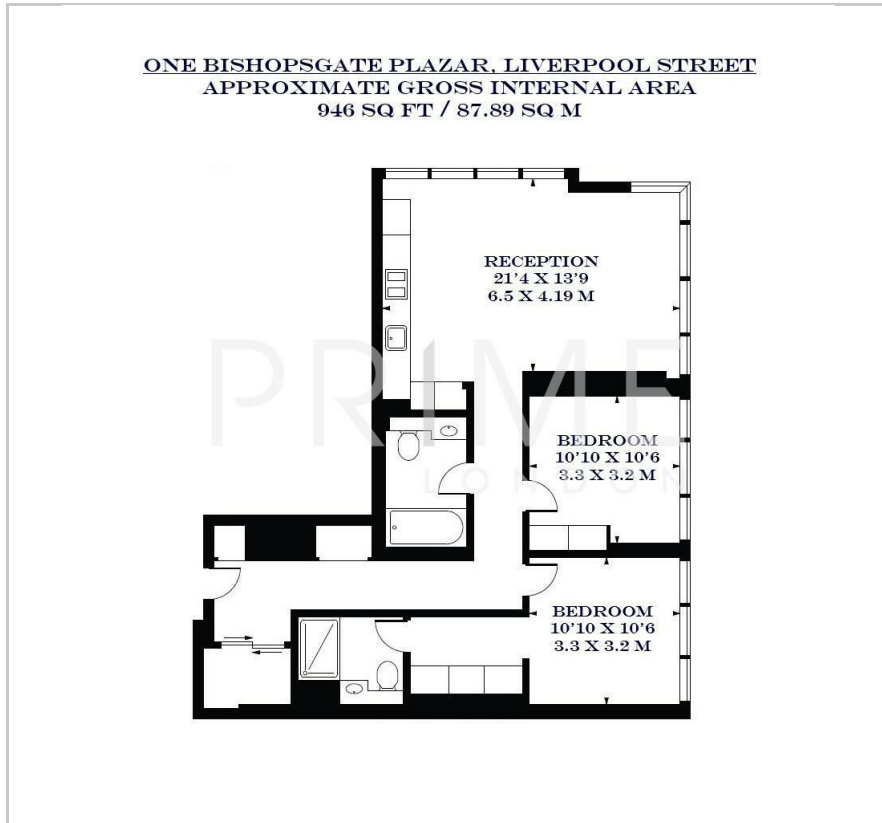 ONE BISHOPSGATE PLAZAR, LIVERPOOL STREET
APPROXIMATE GROSS INTERNAL AREA
946 SQ FT / 87.89 SQ M
RECEPTION
21'4 X 13'9
6.5 X 4.19 M
PRIME
LONDON
BEDROOM
10'10 X 10'6
3.3 X 3.2 M
BEDROOM
10'10 X 10'6
3.3 X 3.2 M